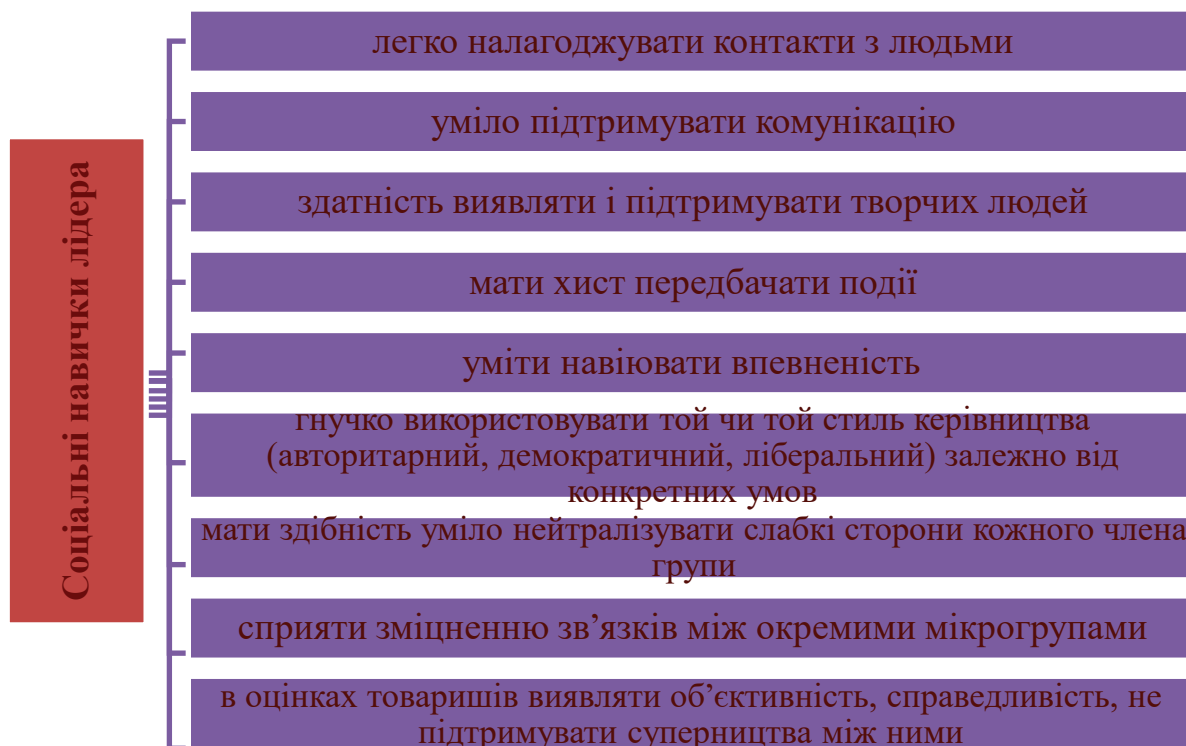 Соціальні навички лідера
легко налагоджувати контакти з людьми
уміло підтримувати комунікацію
здатність виявляти і підтримувати творчих людей
мати хист передбачати події
уміти навіювати впевненість
гнучко використовувати той чи той стиль керівництва
(авторитарний, демократичний, ліберальний) залежно від
конкретних умов
мати здібність уміло нейтралізувати слабкі сторони кожного члена
групи
сприяти зміцненню зв’язків між окремими мікрогрупами
в оцінках товаришів виявляти об’єктивність, справедливість, не
підтримувати суперництва між ними